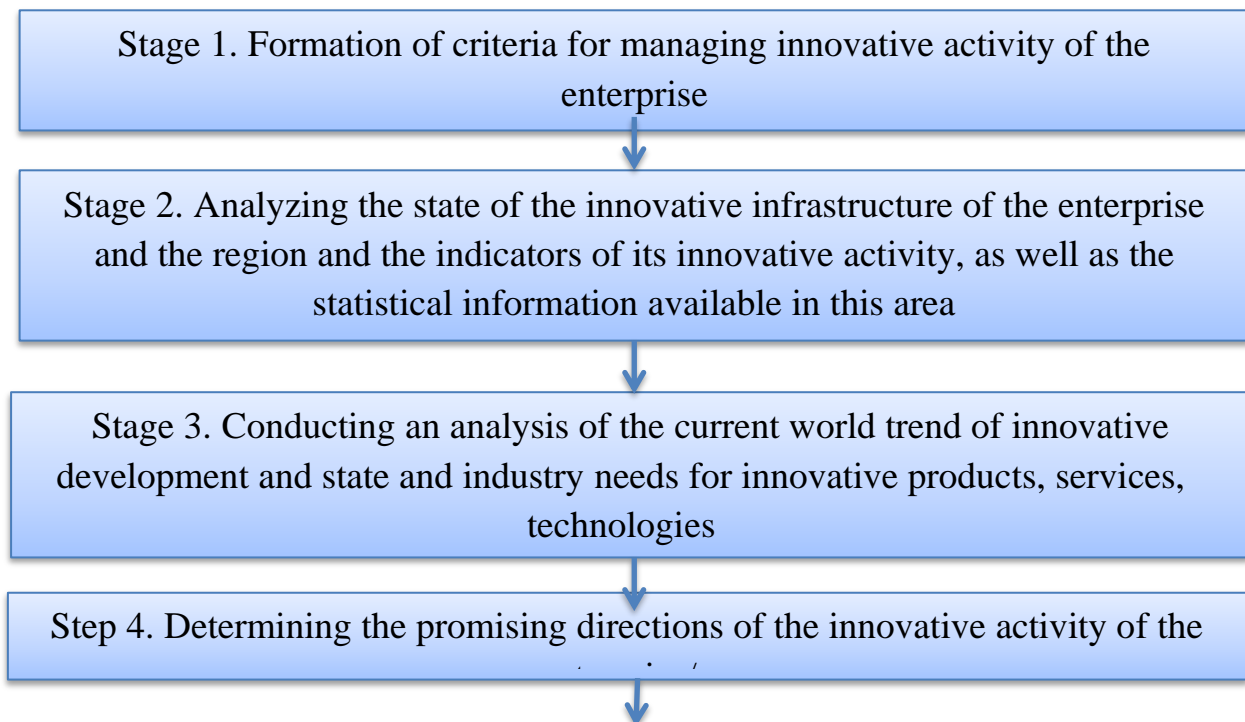 Stage 1. Formation of criteria for managing innovative activity of the
enterprise
Stage 2. Analyzing the state of the innovative infrastructure of the enterprise
and the region and the indicators of its innovative activity, as well as the
statistical information available in this area
Stage 3. Conducting an analysis of the current world trend of innovative
development and state and industry needs for innovative products, services,
technologies
Step 4. Determining the promising directions of the innovative activity of the